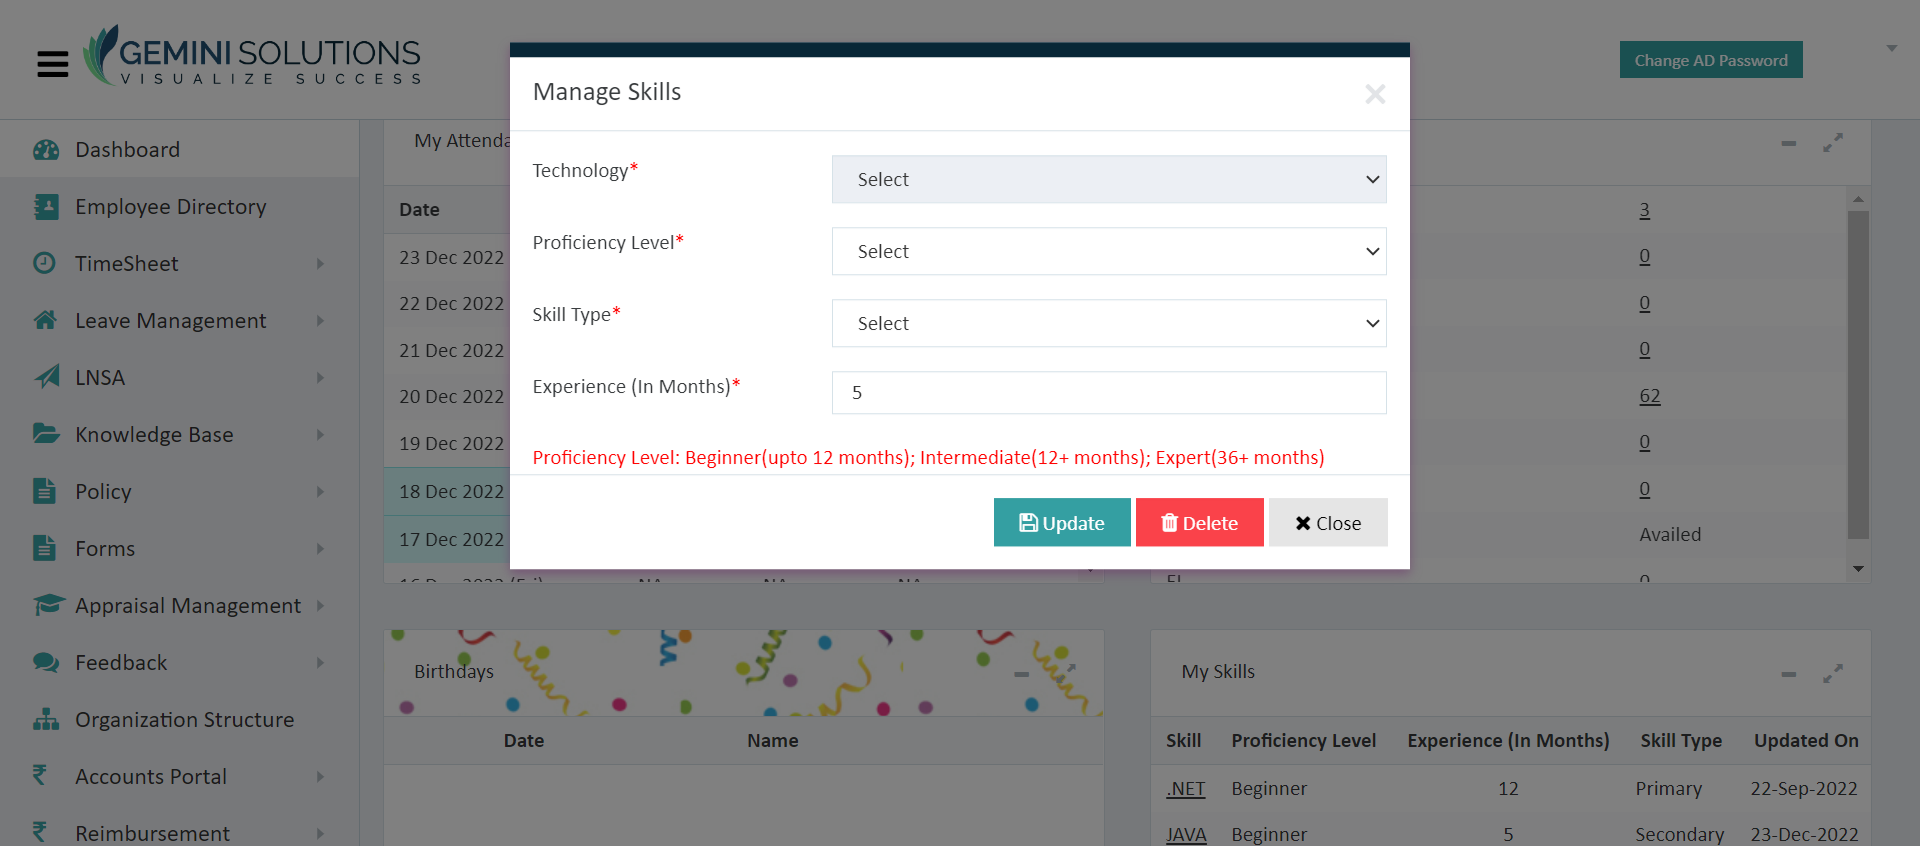 GEMINI SOLUTIONS
VISUALIZE SUCCESS
Change AD Password
Dashboard
Employee Directory
TimeSheet
Leave Management
LNSA
Knowledge Base
Policy
Forms
Appraisal Management
Feedback
Organization Structure
Accounts Portal
Reimbursement
My Attenda
Date
23 Dec 2022
22 Dec 2022
21 Dec 2022
20 Dec 2022
19 Dec 2022
18 Dec 2022
17 Dec 2022
Manage Skills
Technology*
Select
Proficiency Level*
Select
Skill Type*
Select
Experience (In Months)*
5
Proficiency Level: Beginner(upto 12 months); Intermediate(12+ months); Expert(36+ months)
Update
Delete
Close
3
0
0
0
62
0
0
Availed
Birthdays
Date Name
My Skills
Skill Proficiency Level Experience (In Months) Skill Type Updated On
.NET Beginner 12 Primary 22-Sep-2022
JAVA Beginner 5 Secondary 23-Dec-2022